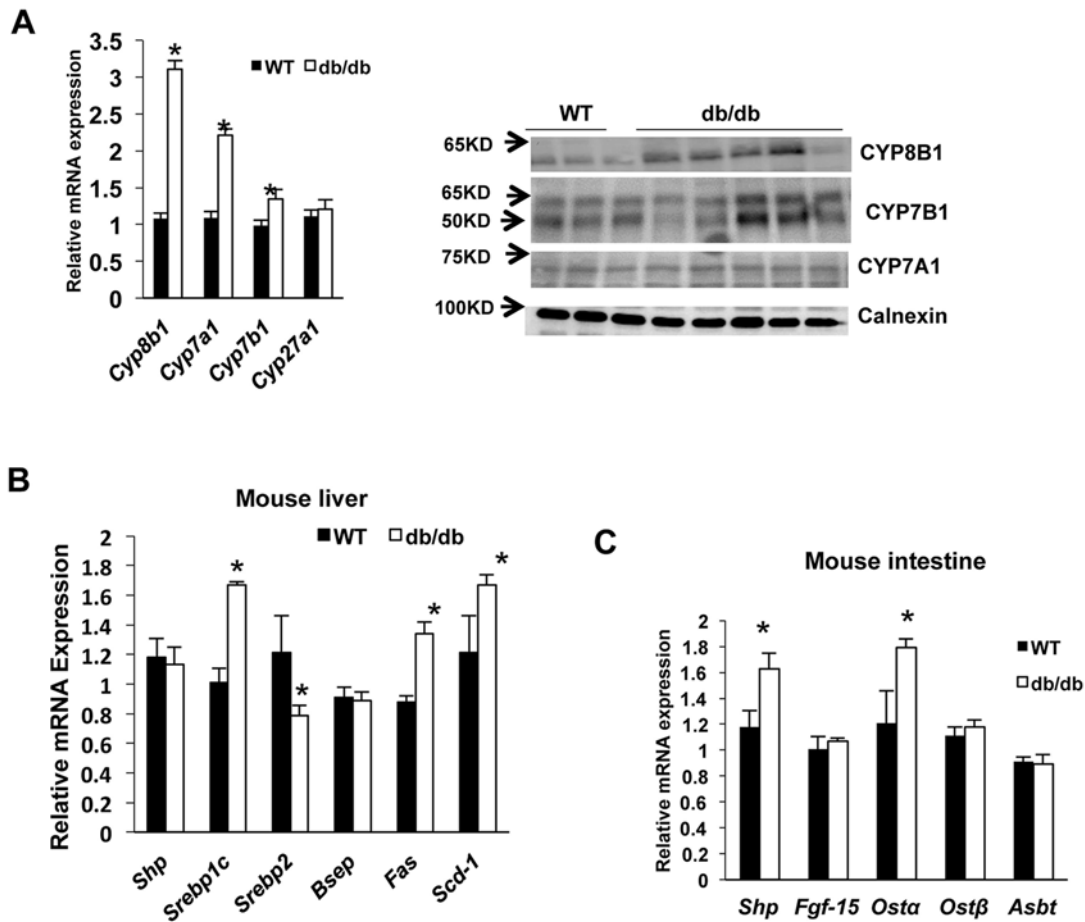 A
Relative mRNA expression
3.5
3
2.5
2
1.5
1
0.5
0
* * *
WT db/db
Cyp8b1 Cyp7a1 Cyp7b1 Cyp27a1
WT db/db
65KD CYP8B1
65KD
50KD CYP7B1
75KD CYP7A1
100KD Calnexin
B
Mouse liver
WT db/db
Relative mRNA Expression
2
1.8
1.6
1.4
1.2
1
0.8
0.6
0.4
0.2
0
* * * *
Shp Srebp1c Srebp2 Bsep Fas Scd-1
C
Mouse intestine
Relative mRNA expression
2
1.8
1.6
1.4
1.2
1
0.8
0.6
0.4
0.2
0
* *
WT
db/db
Shp Fgf-15 Ostα Ostβ Asbt